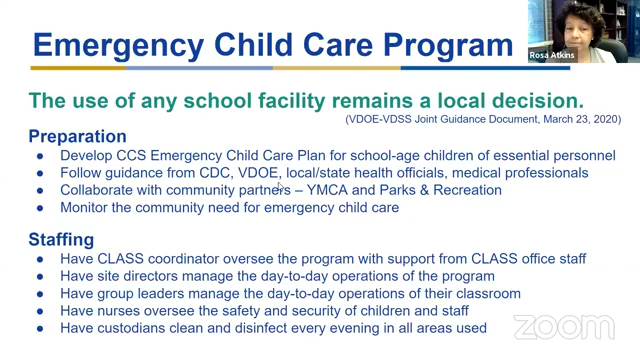 Emergency Child Care Program
Rosa Atkins
The use of any school facility remains a local decision.
(VDOE-VDSS Joint Guidance Document, March 23, 2020)
Preparation
● Develop CCS Emergency Child Care Plan for school-age children of essential personnel
● Follow guidance from CDC, VDOE, local/state health officials, medical professionals
● Collaborate with community partners – YMCA and Parks & Recreation
● Monitor the community need for emergency child care
Staffing
● Have CLASS coordinator oversee the program with support from CLASS office staff
● Have site directors manage the day-to-day operations of the program
● Have group leaders manage the day-to-day operations of their classroom
● Have nurses oversee the safety and security of children and staff
● Have custodians clean and disinfect every evening in all areas used
zoom